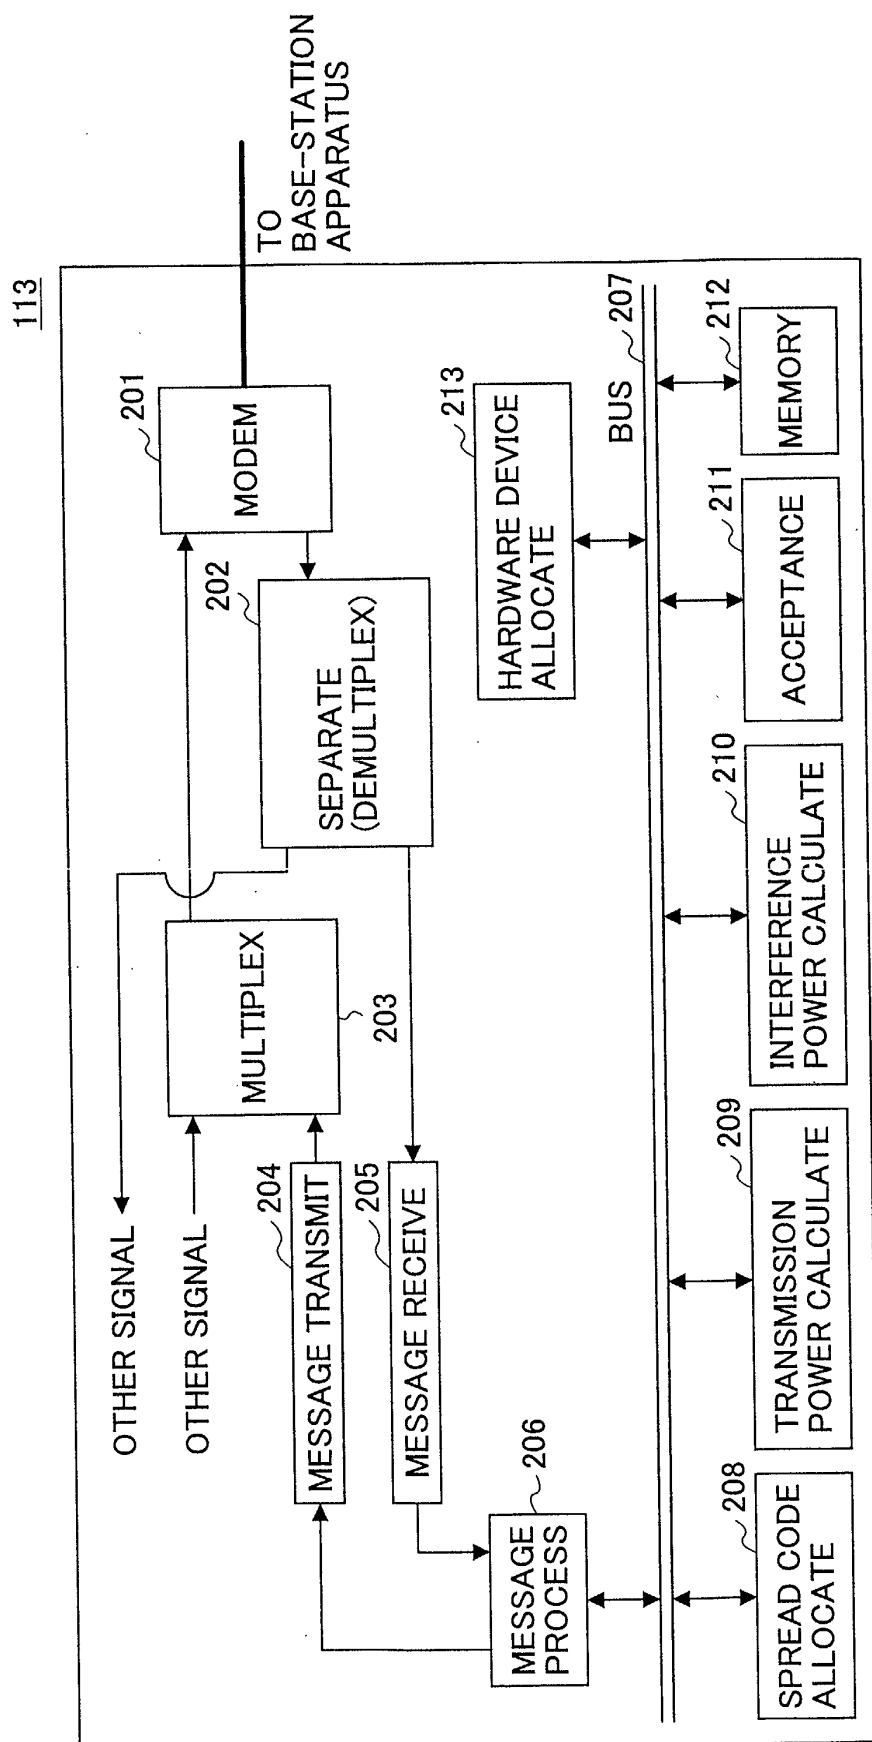 113
TO
BASE-STATION
APPARATUS
201
MODEM
202
SEPARATE
(DEMULTIPLEX)
MULTIPLEX
203
OTHER SIGNAL
OTHER SIGNAL
204
MESSAGE TRANSMIT
205
MESSAGE RECEIVE
206
MESSAGE
PROCESS
213
HARDWARE DEVICE
ALLOCATE
BUS
207
208
SPREAD CODE
ALLOCATE
209
TRANSMISSION
POWER CALCULATE
210
INTERFERENCE
POWER CALCULATE
211
ACCEPTANCE
212
MEMORY